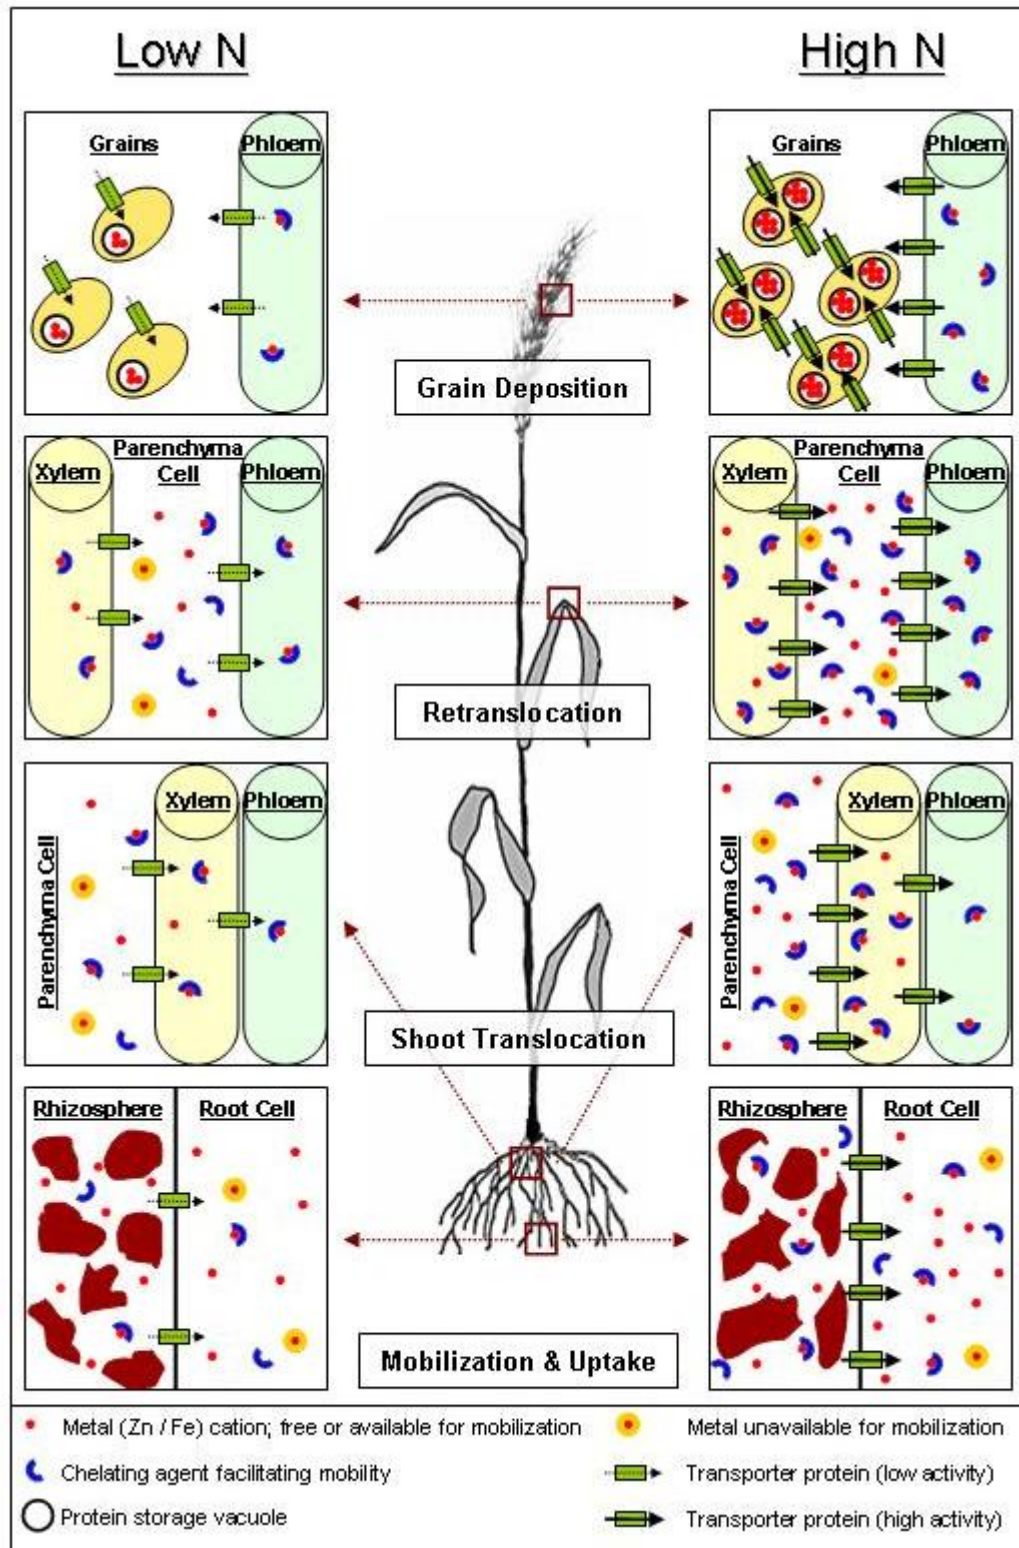 Low N
High N
Grains
Phloem
Grains
Phloem
Grain Deposition
Xylem
Parenchyma
Cell
Phloem
Xylem
Parenchyma
Cell
Phloem
Retranslocation
Parenchyma Cell
Xylem
Phloem
Parenchyma Cell
Xylem
Phloem
Shoot Translocation
Rhizosphere
Root Cell
Rhizosphere
Root Cell
Mobilization & Uptake
Metal (Zn / Fe) cation; free or available for mobilization
Metal unavailable for mobilization
Chelating agent facilitating mobility
Transporter protein (low activity)
Protein storage vacuole
Transporter protein (high activity)